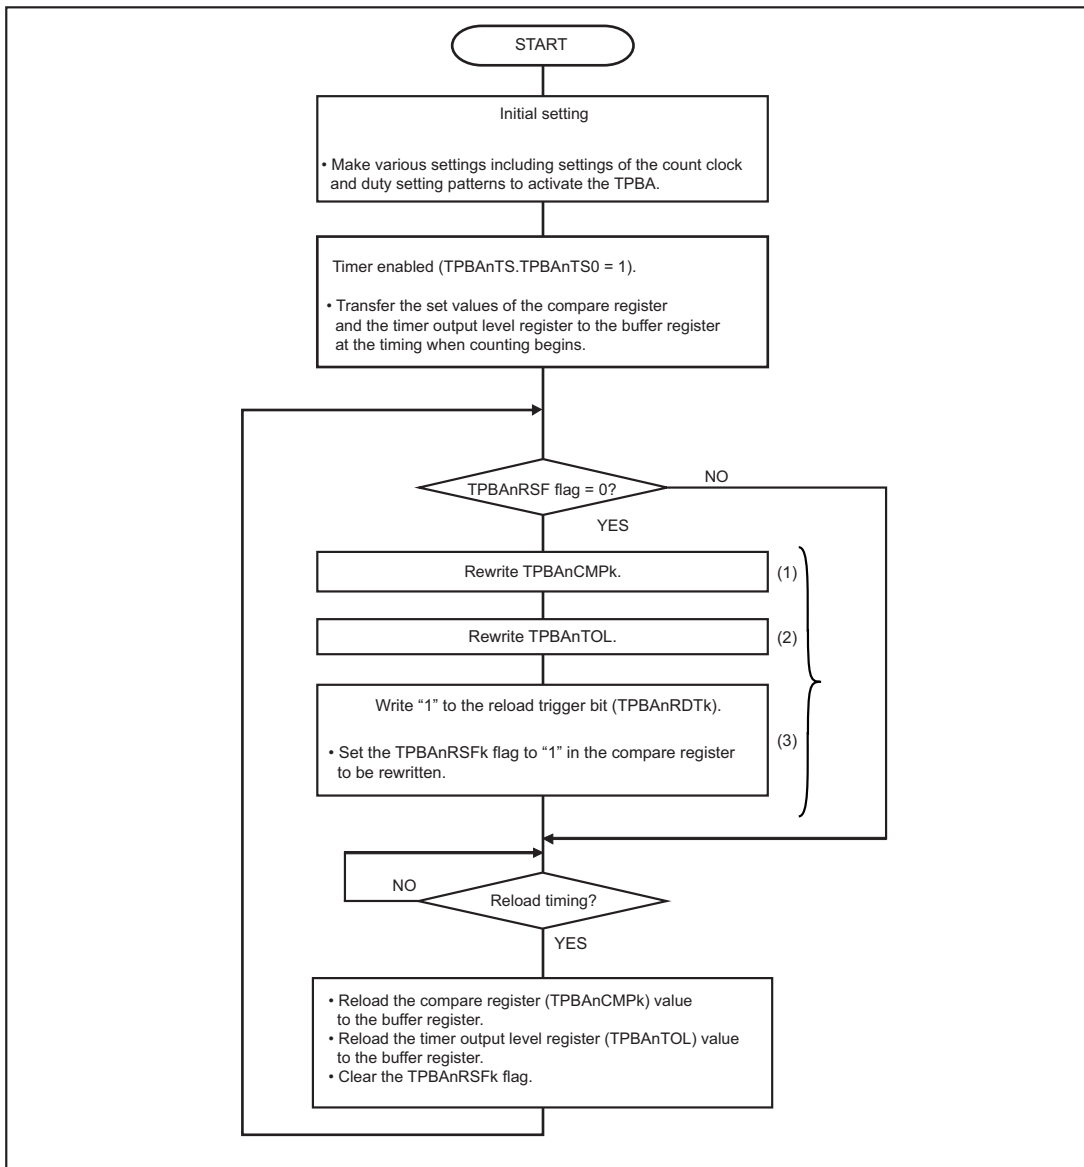 START
Initial setting
• Make various settings including settings of the count clock
and duty setting patterns to activate the TPBA.
Timer enabled (TPBAnTS.TPBAnTS0 = 1).
• Transfer the set values of the compare register
and the timer output level register to the buffer register
at the timing when counting begins.
TPBAnRSF flag = 0?
NO
YES
Rewrite TPBAnCMPk.
(1)
Rewrite TPBAnTOL.
(2)
Write “1” to the reload trigger bit (TPBAnRDTk).
• Set the TPBAnRSFk flag to “1” in the compare register
to be rewritten.
(3)
NO
Reload timing?
YES
• Reload the compare register (TPBAnCMPk) value
to the buffer register.
• Reload the timer output level register (TPBAnTOL) value
to the buffer register.
• Clear the TPBAnRSFk flag.